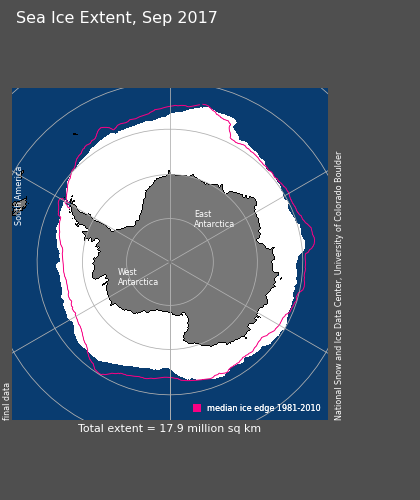 Sea Ice Extent, Sep 2017
South America
East
Antarctica
West
Antarctica
National Snow and Ice Data Center, University of Colorado Boulder
final data
median ice edge 1981-2010
Total extent = 17.9 million sq km